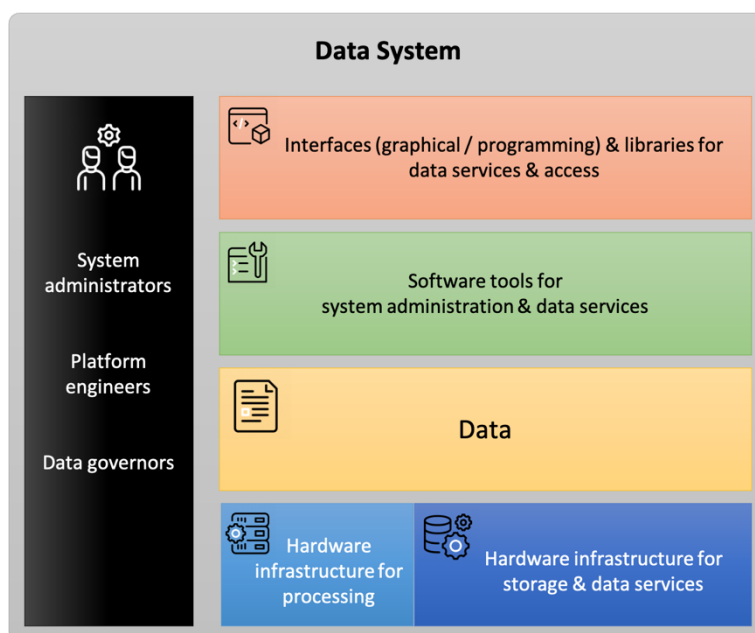 Data System
System
administrators
Platform
engineers
Data governors
Interfaces (graphical / programming) & libraries for
data services & access
Software tools for
system administration & data services
Data
Hardware
infrastructure for
processing
Hardware infrastructure for
storage & data services